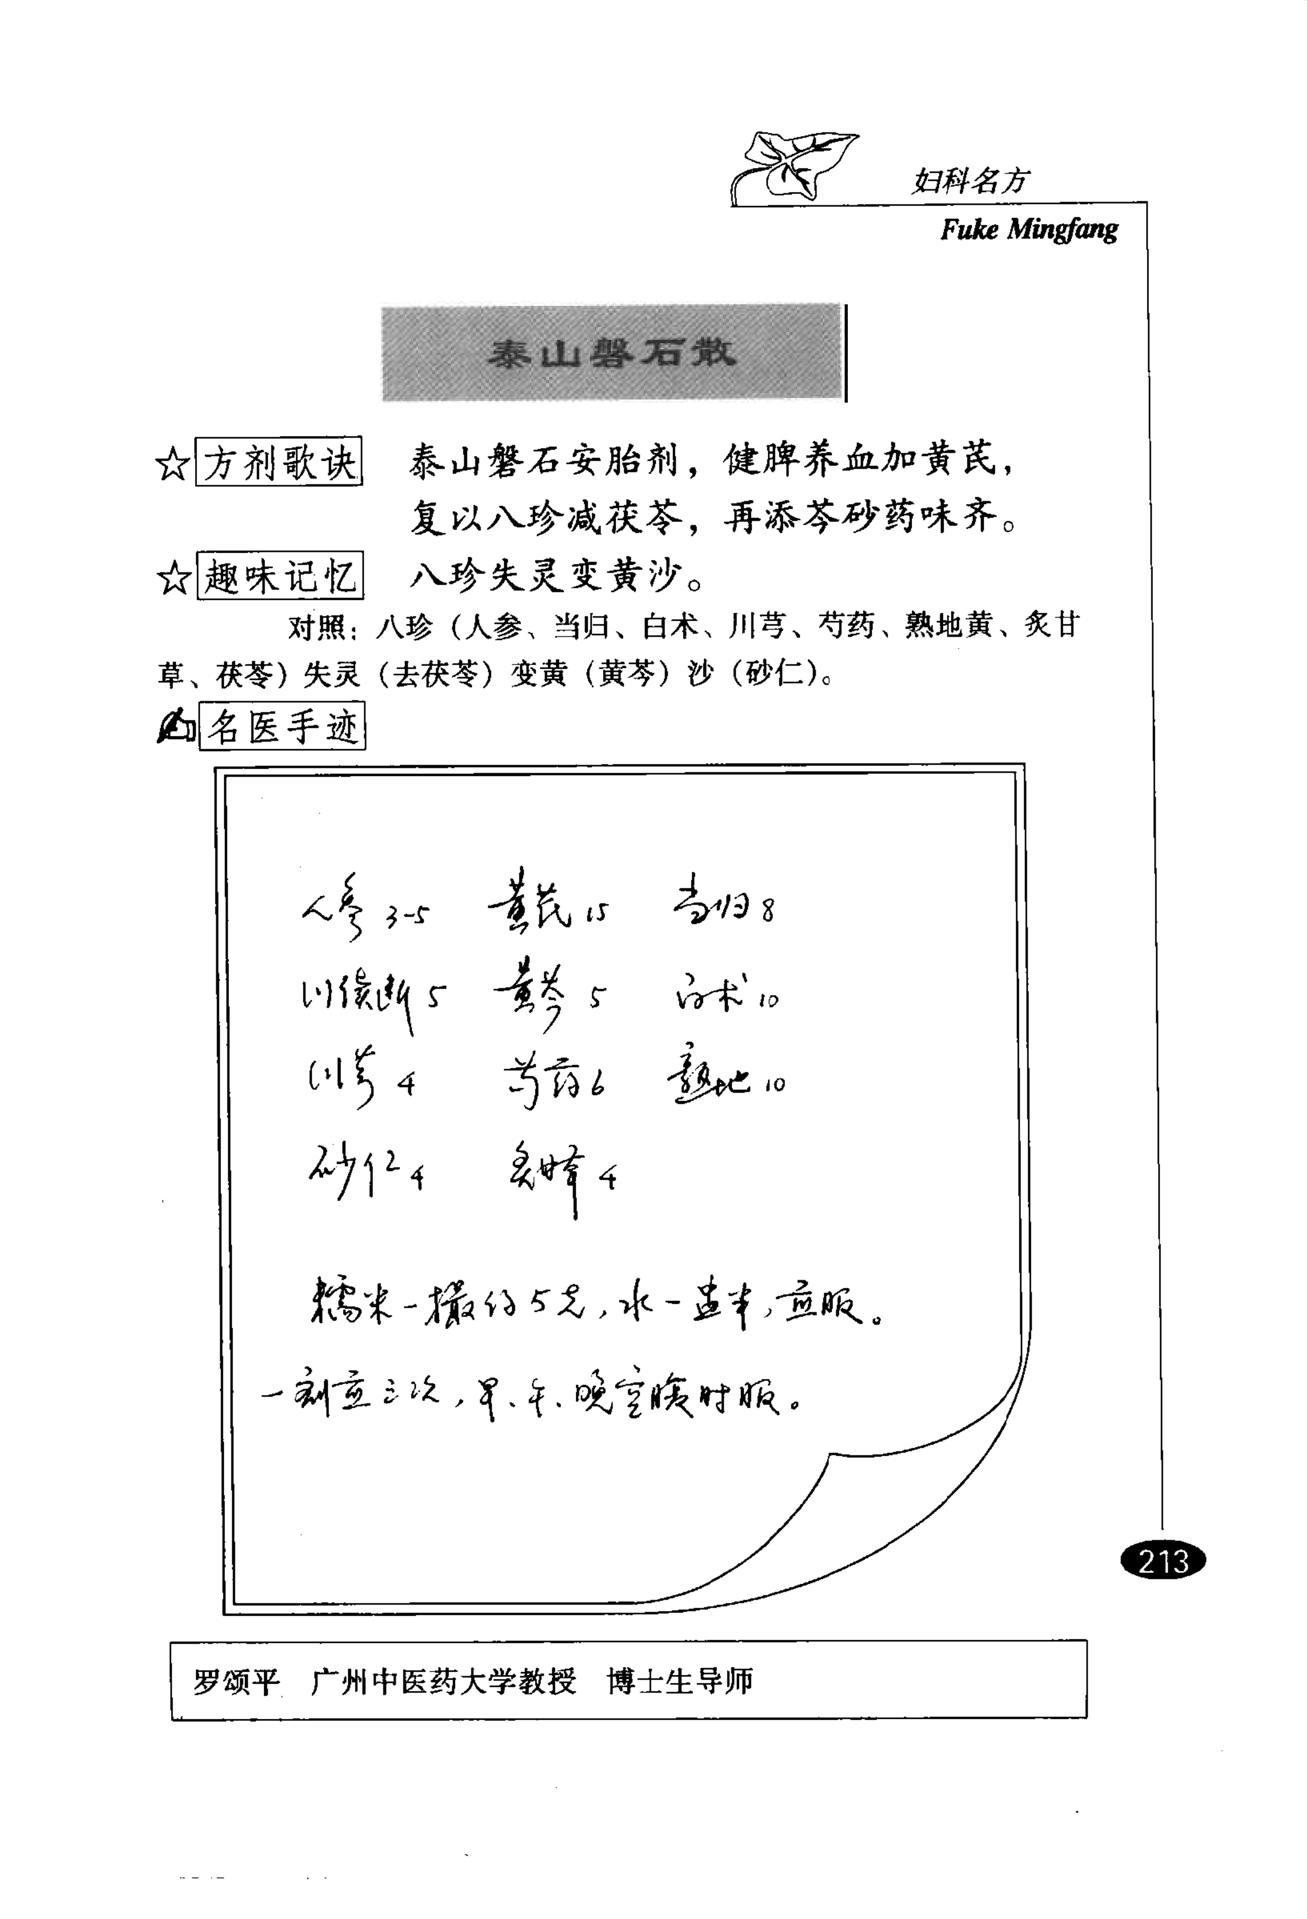 妇科名方
Fuke Mingfang
泰山磐石散
☆方剂歌诀 泰山磐石安胎剂，健脾养血加黄芪，
复以八珍减茯苓，再添芩砂药味齐。
☆趣味记忆 八珍失灵变黄沙。
对照：八珍（人参、当归、白术、川芎、芍药、熟地黄、炙甘
草、茯苓）失灵（去茯苓）变黄（黄芩）沙（砂仁）。
名医手迹
人参 3-5 黄芪 15 当归 8
川续断 5 黄芩 5 白术 10
川芎 4 芍药 6 熟地 10
砂仁 4 炙甘草 4
糯米一撮约5克，水一盅半，煎服。
一剂煎三次，早、午、晚空腹时服。
213
罗颂平 广州中医药大学教授 博士生导师